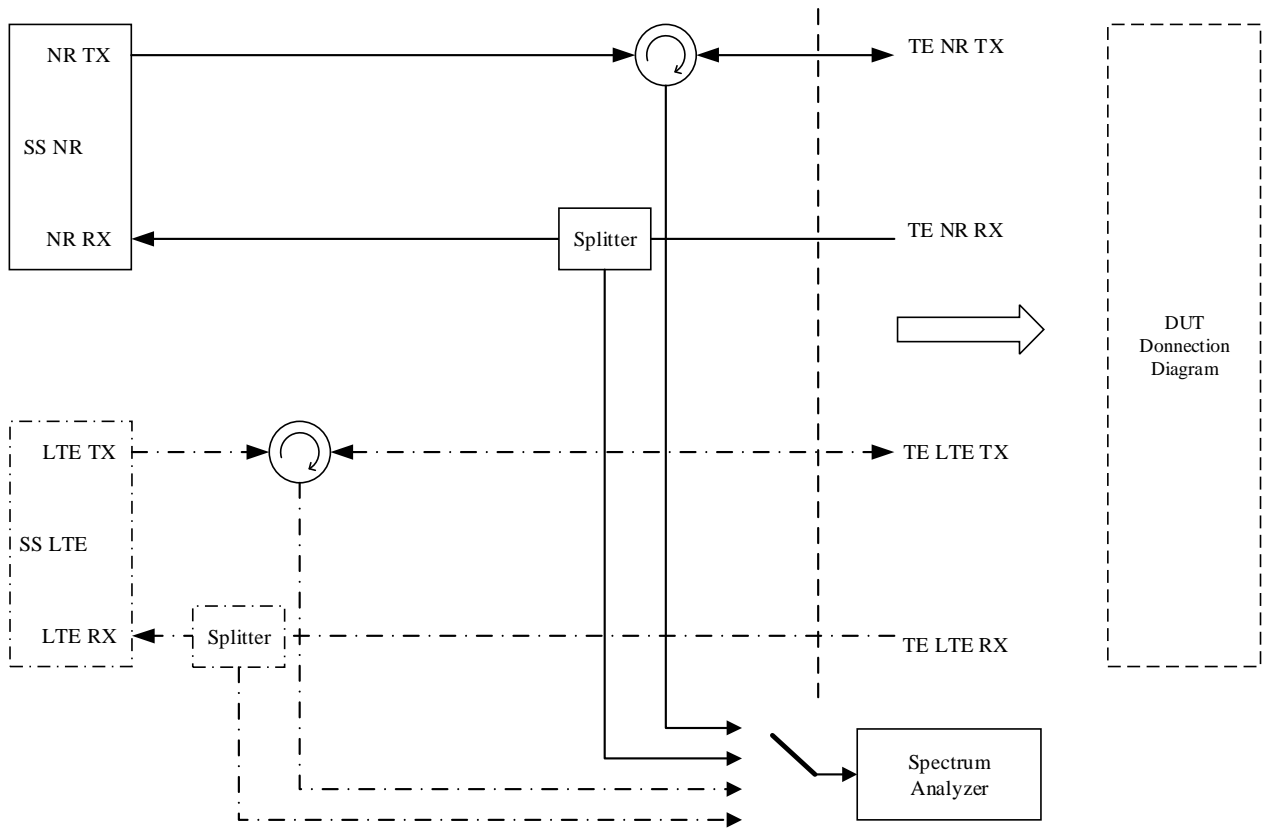 NR TX
TE NR TX
SS NR
NR RX
Splitter
TE NR RX
DUT
Donnection
Diagram
LTE TX
TE LTE TX
SS LTE
LTE RX
Splitter
TE LTE RX
Spectrum
Analyzer